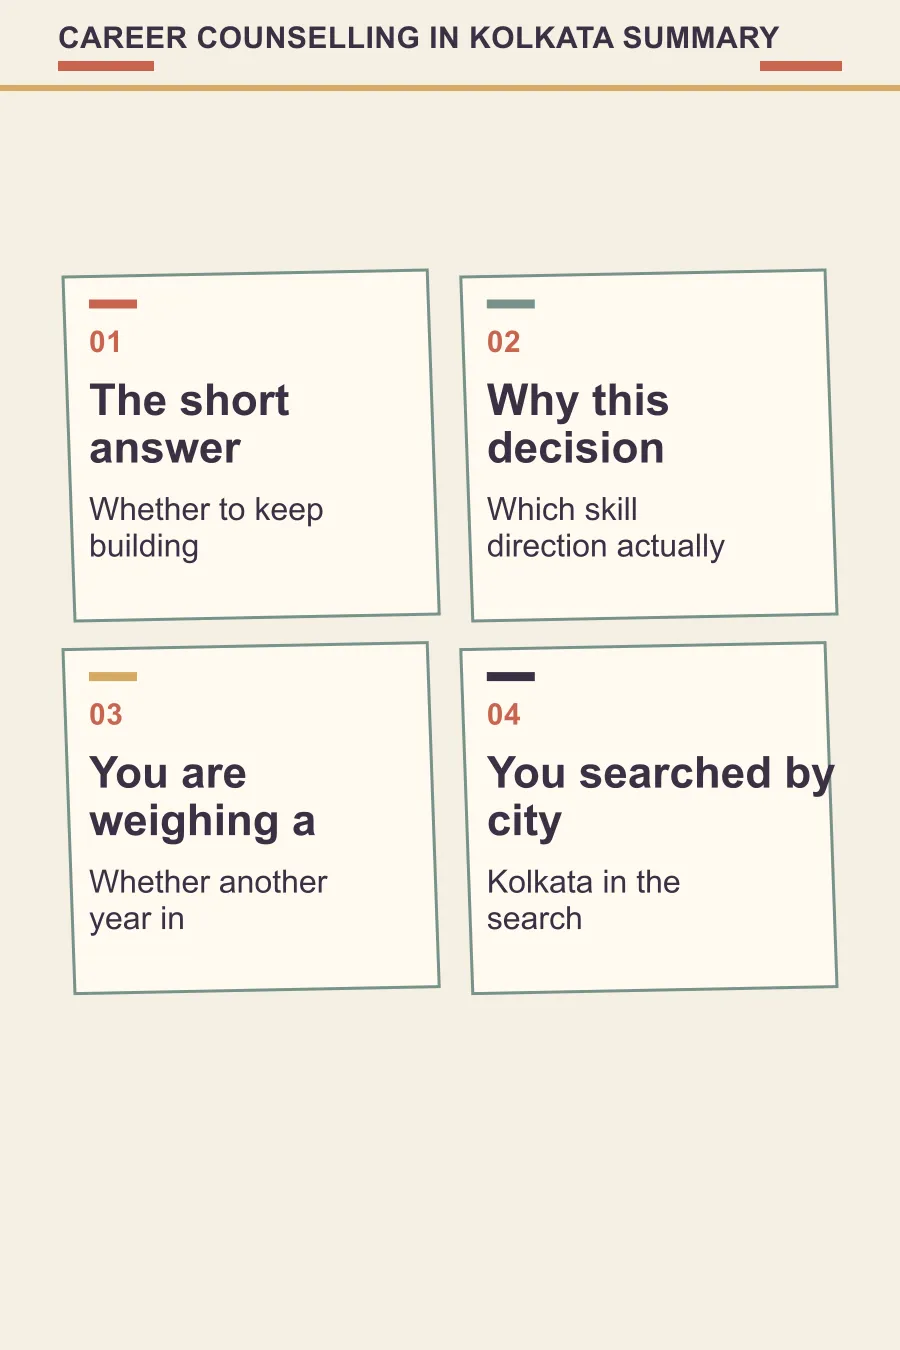 CAREER COUNSELLING IN KOLKATA SUMMARY
01
The short
answer
Whether to keep
building
02
Why this
decision
Which skill
direction actually
03
You are
weighing a
Whether another
year in
04
You searched by
city
Kolkata in the
search